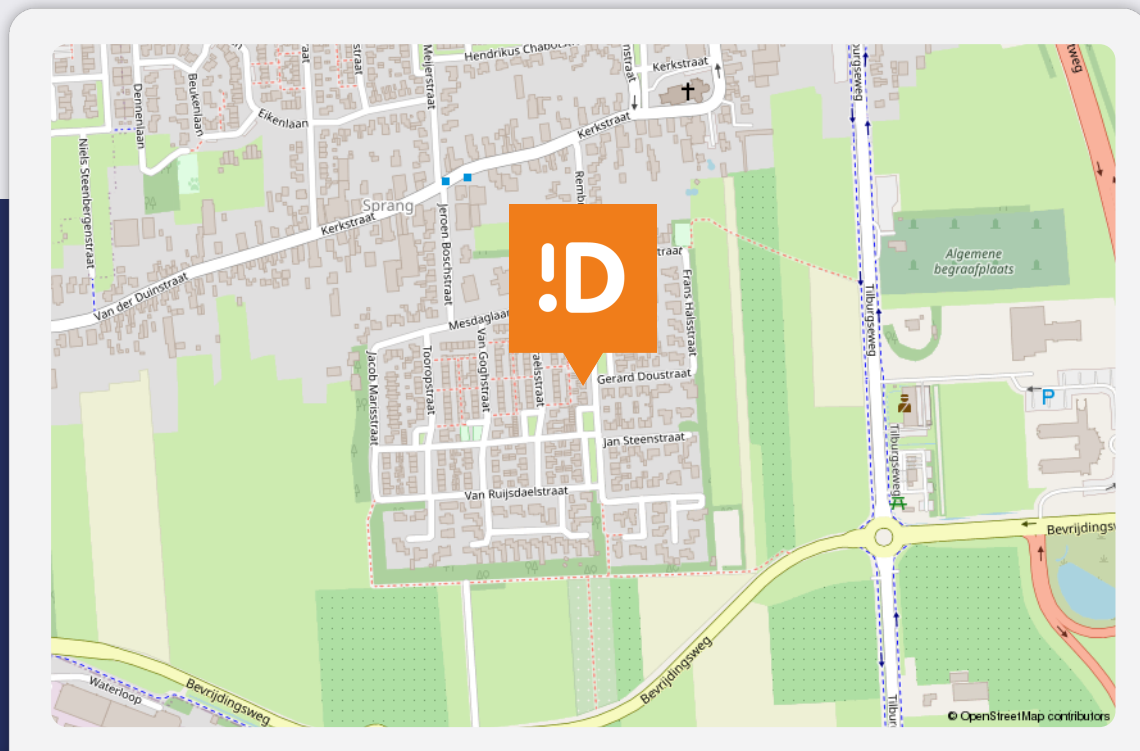 Hendrikus Chabot
Kerkstraat
Meijerstraat
Beukenlaan
Dennenlaan
Eikenlaan
Kerkstraat
Niels Steenbergenstraat
Sprang
Kerkstraat
Jeroen Boschstraat
Algemene
begraafplaats
!D
Van der Duinstraat
Frans Halsstraat
Tilburgseweg
Mesdaglaan
Van Goghstraat
Tooropstraat
Jacob Marisstraat
Gerard Doustraat
P
Jan Steenstraat
Tilburgseweg
Van Ruijsdaelstraat
Bevrijdingsw
Bevrijdingsweg
Waterloop
Bevrijdingsweg
© OpenStreetMap contributors